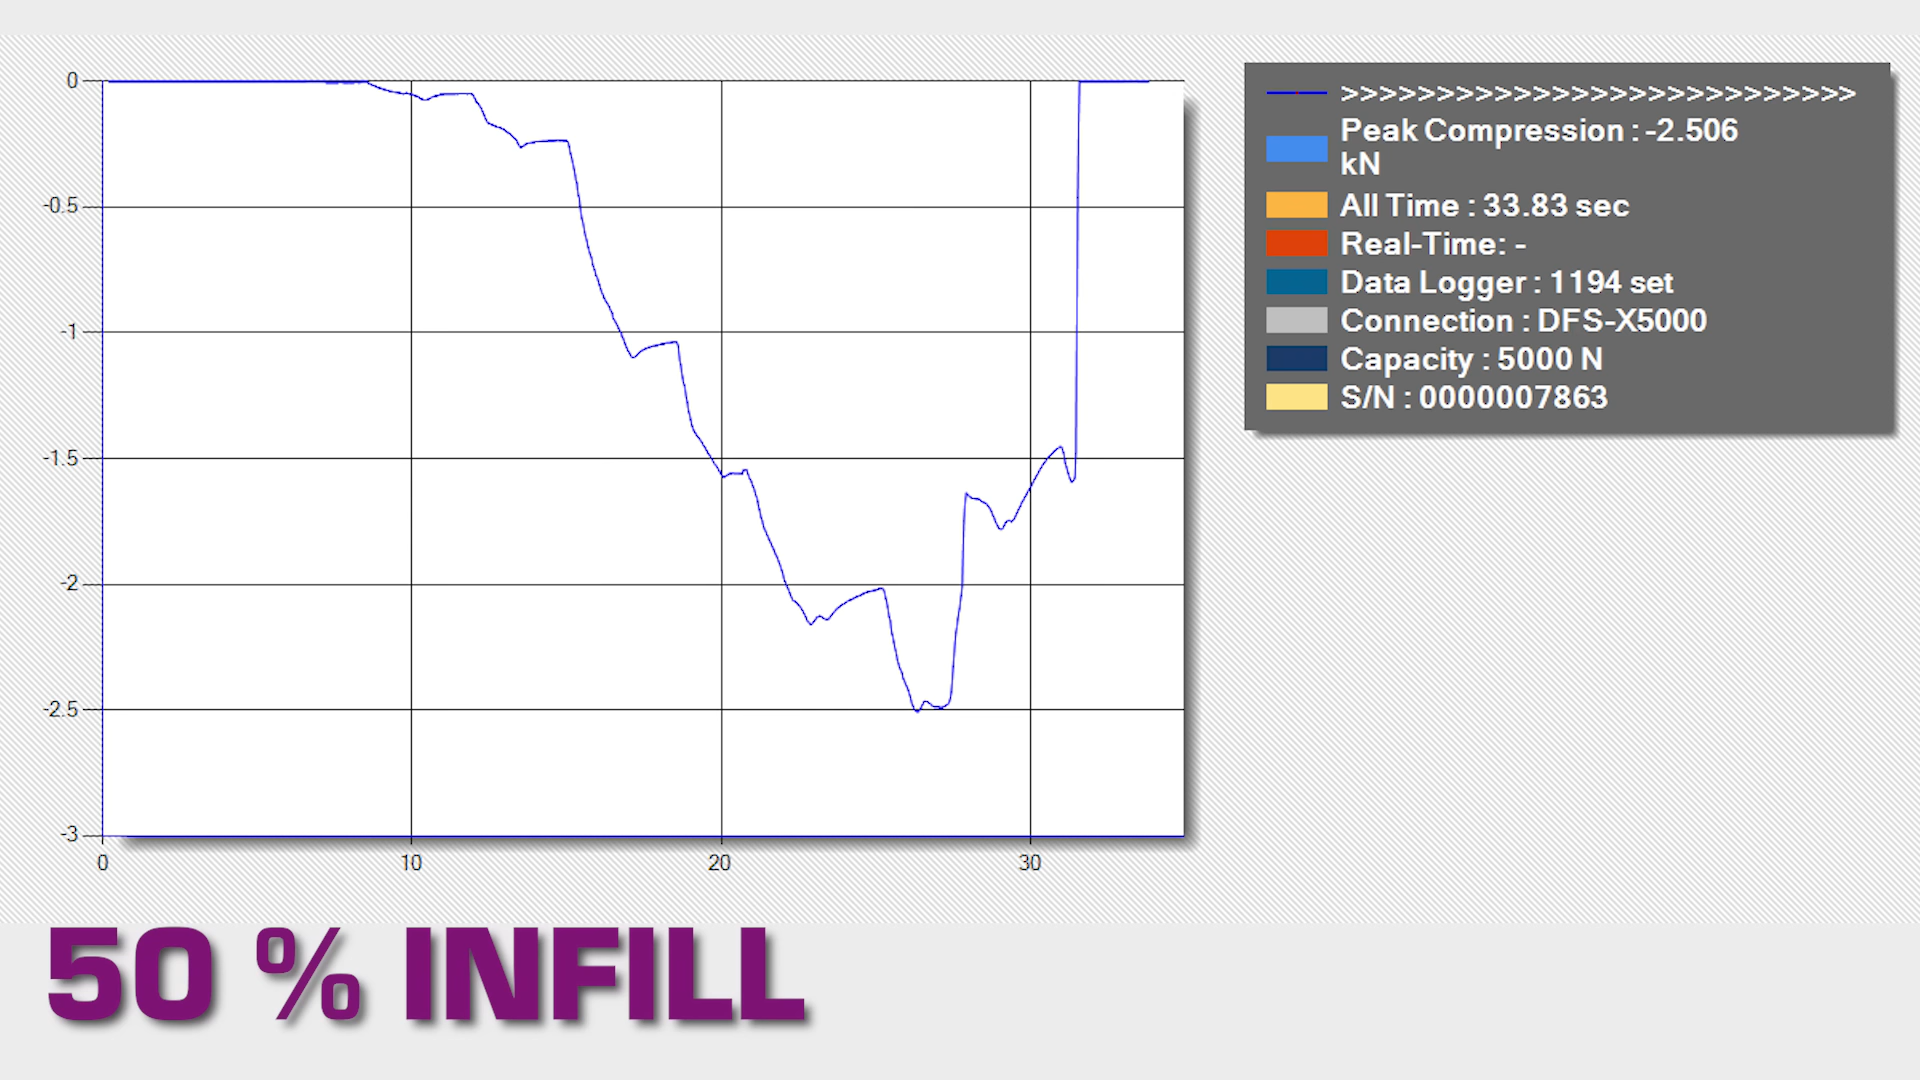 0
-0.5
-1
-1.5
-2
-2.5
-3
0 10 20 30
>>>>>>>>>>>>>>>>>>>>>>>>>>>
Peak Compression : -2.506
kN
All Time : 33.83 sec
Real-Time: -
Data Logger : 1194 set
Connection : DFS-X5000
Capacity : 5000 N
S/N : 0000007863
50 % INFILL